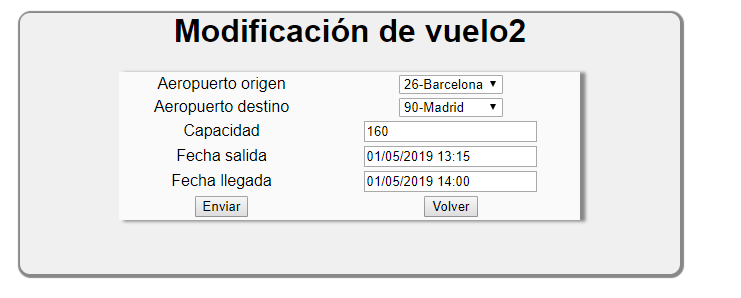 Modificación de vuelo2
Aeropuerto origen 26-Barcelona
Aeropuerto destino 90-Madrid
Capacidad 160
Fecha salida 01/05/2019 13:15
Fecha llegada 01/05/2019 14:00
Enviar Volver